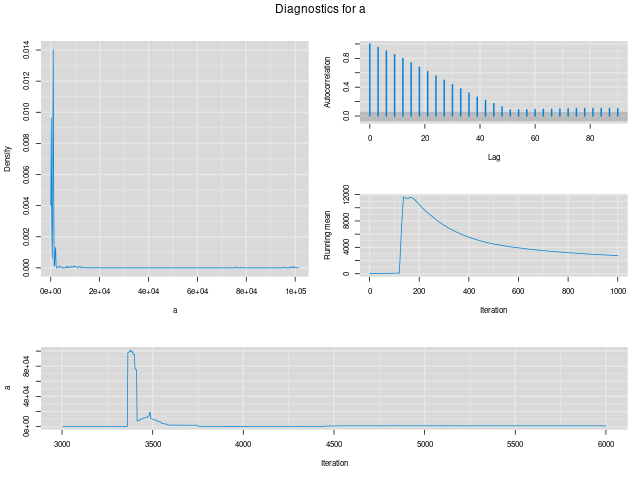 Diagnostics for a
Density
0.000 0.002 0.004 0.006 0.008 0.010 0.012 0.014
0e+00 2e+04 4e+04 6e+04 8e+04 1e+05
a
Autocorrelation
0.0 0.4 0.8
0 20 40 60 80
Lag
Running mean
0 4000 8000 12000
0 200 400 600 800 1000
Iteration
a
0e+00 4e+04 8e+04
3000 3500 4000 4500 5000 5500 6000
Iteration